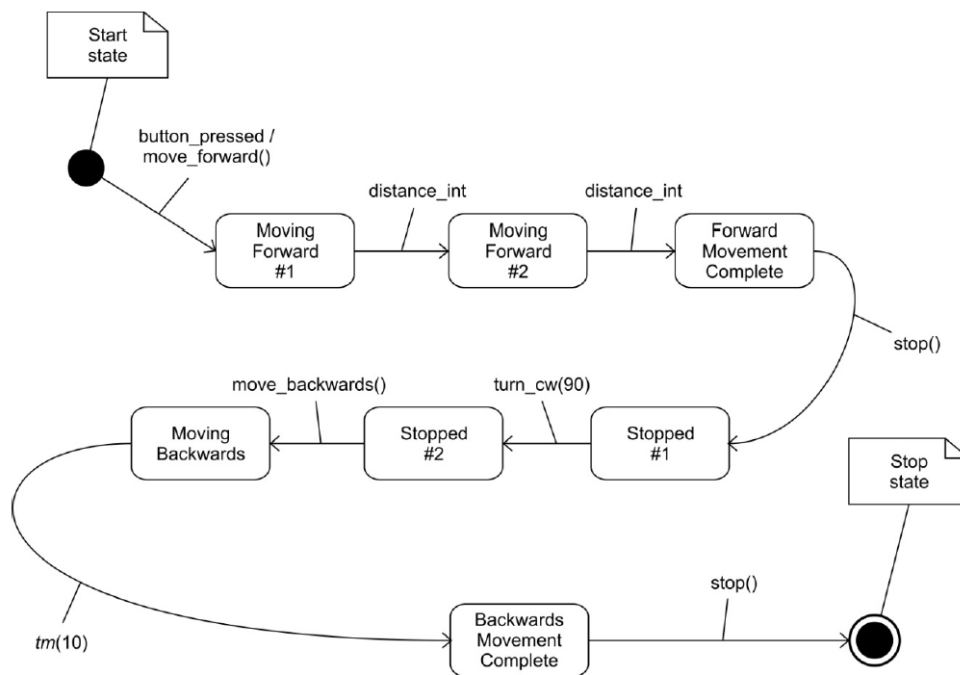 Start
state
button_pressed /
move_forward()
distance_int
distance_int
Moving
Forward
#1
Moving
Forward
#2
Forward
Movement
Complete
stop()
move_backwards()
turn_cw(90)
Moving
Backwards
Stopped
#2
Stopped
#1
Stop
state
tm(10)
stop()
Backwards
Movement
Complete